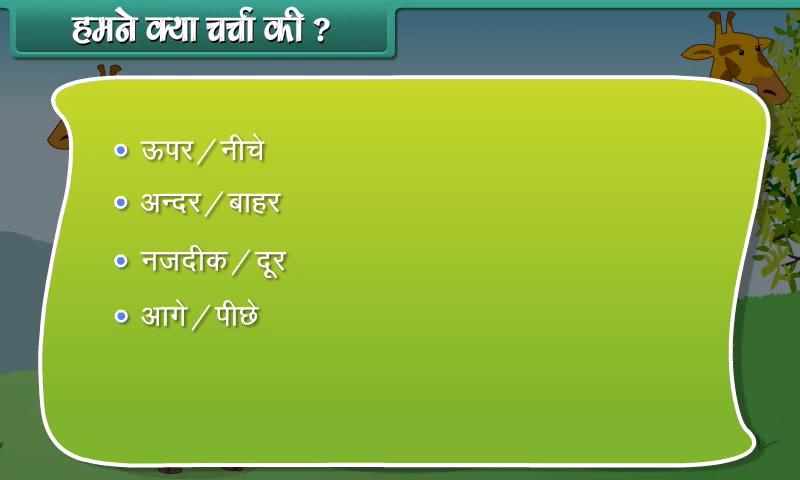 हमने क्या चर्चा की ?
ऊपर / नीचे
अन्दर / बाहर
नजदीक / दूर
आगे / पीछे